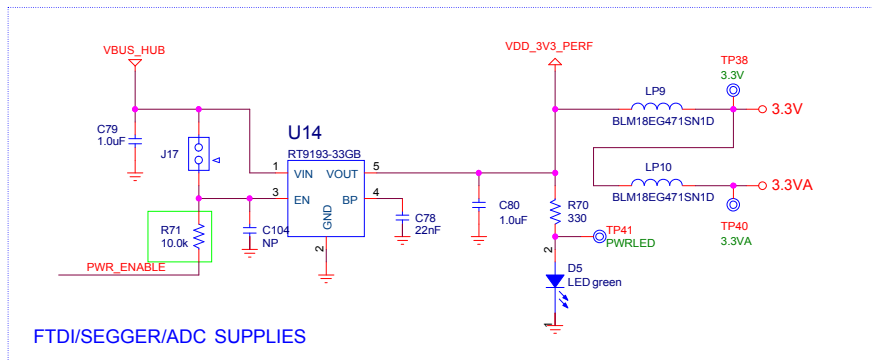 VBUS_HUB
VDD_3V3_PERF
TP38
3.3V
LP9
3.3V
BLM18EG471SN1D
C79
1.0uF
J17
U14
RT9193-33GB
1
VIN
VOUT
5
3
EN
BP
4
GND
2
C104
NP
C78
22nF
C80
1.0uF
R70
330
LP10
3.3VA
BLM18EG471SN1D
TP40
3.3VA
R71
10.0k
TP41
PWRLED
2
D5
LED green
1
PWR_ENABLE
FTDI/SEGGER/ADC SUPPLIES